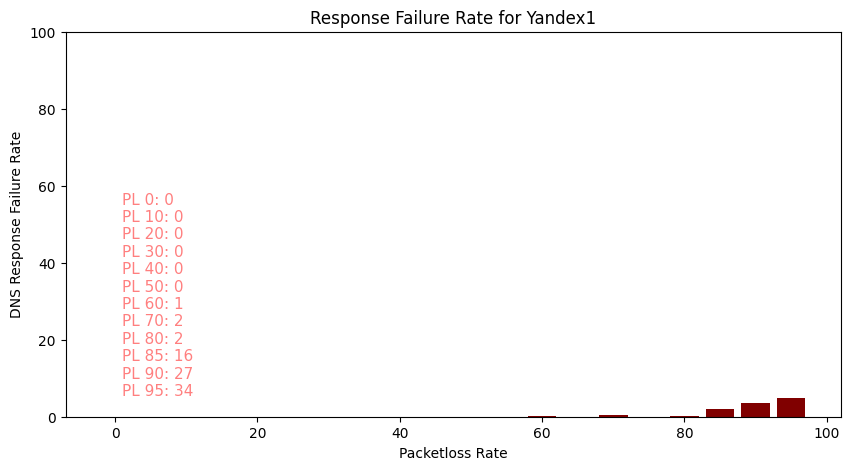 Response Failure Rate for Yandex1
100
80
60
40
20
0
DNS Response Failure Rate
PL 0: 0
PL 10: 0
PL 20: 0
PL 30: 0
PL 40: 0
PL 50: 0
PL 60: 1
PL 70: 2
PL 80: 2
PL 85: 16
PL 90: 27
PL 95: 34
0 20 40 60 80 100
Packetloss Rate